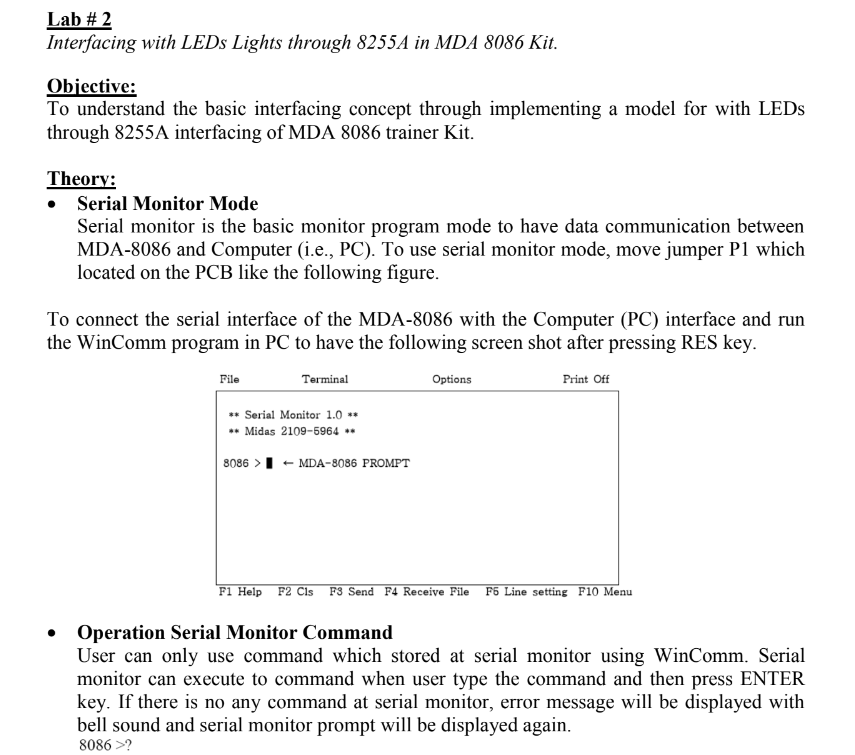 Lab # 2
Interfacing with LEDs Lights through 8255A in MDA 8086 Kit.
Objective:
To understand the basic interfacing concept through implementing a model for with LEDs
through 8255A interfacing of MDA 8086 trainer Kit.
Theory:
• Serial Monitor Mode
Serial monitor is the basic monitor program mode to have data communication between
MDA-8086 and Computer (i.e., PC). To use serial monitor mode, move jumper P1 which
located on the PCB like the following figure.
To connect the serial interface of the MDA-8086 with the Computer (PC) interface and run
the WinComm program in PC to have the following screen shot after pressing RES key.
File Terminal Options Print Off
** Serial Monitor 1.0 **
** Midas 2109-5964 **
8086 > ← MDA-8086 PROMPT
F1 Help F2 Cls F3 Send F4 Receive File F5 Line setting F10 Menu
• Operation Serial Monitor Command
User can only use command which stored at serial monitor using WinComm. Serial
monitor can execute to command when user type the command and then press ENTER
key. If there is no any command at serial monitor, error message will be displayed with
bell sound and serial monitor prompt will be displayed again.
8086 >?